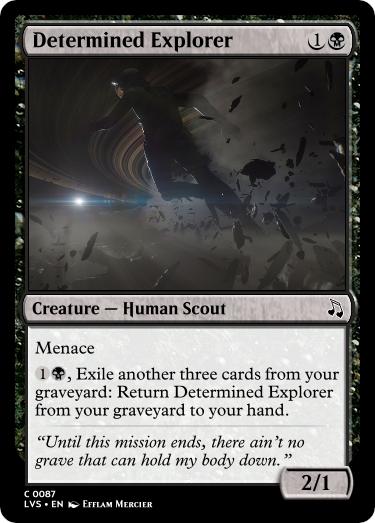 Determined Explorer 1
Creature — Human Scout
Menace
1, Exile another three cards from your
graveyard: Return Determined Explorer
from your graveyard to your hand.
“Until this mission ends, there ain’t no
grave that can hold my body down.”
2/1
C 0087
LVS • EN Efflam Mercier